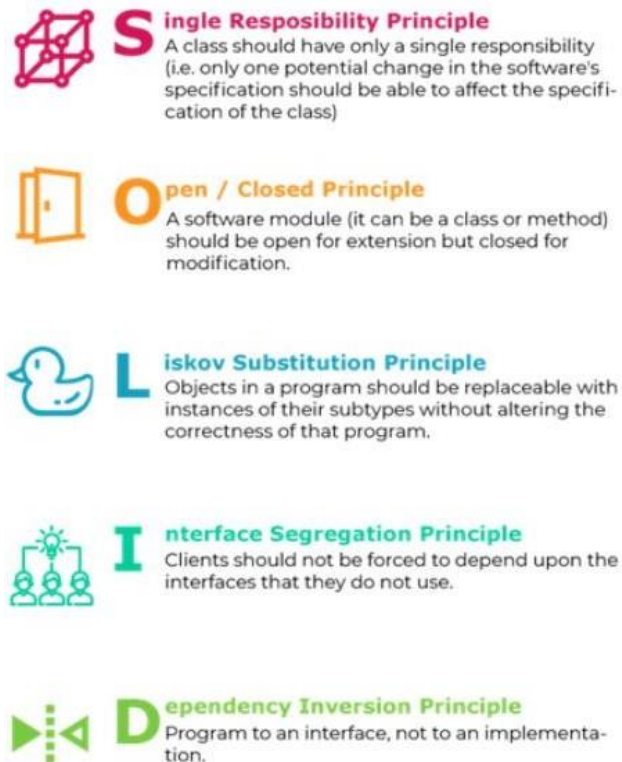 Single Resposibility Principle
A class should have only a single responsibility
(i.e. only one potential change in the software's
specification should be able to affect the specifi-
cation of the class)
Open / Closed Principle
A software module (it can be a class or method)
should be open for extension but closed for
modification.
Liskov Substitution Principle
Objects in a program should be replaceable with
instances of their subtypes without altering the
correctness of that program.
Interface Segregation Principle
Clients should not be forced to depend upon the
interfaces that they do not use.
Dependency Inversion Principle
Program to an interface, not to an implementa-
tion.